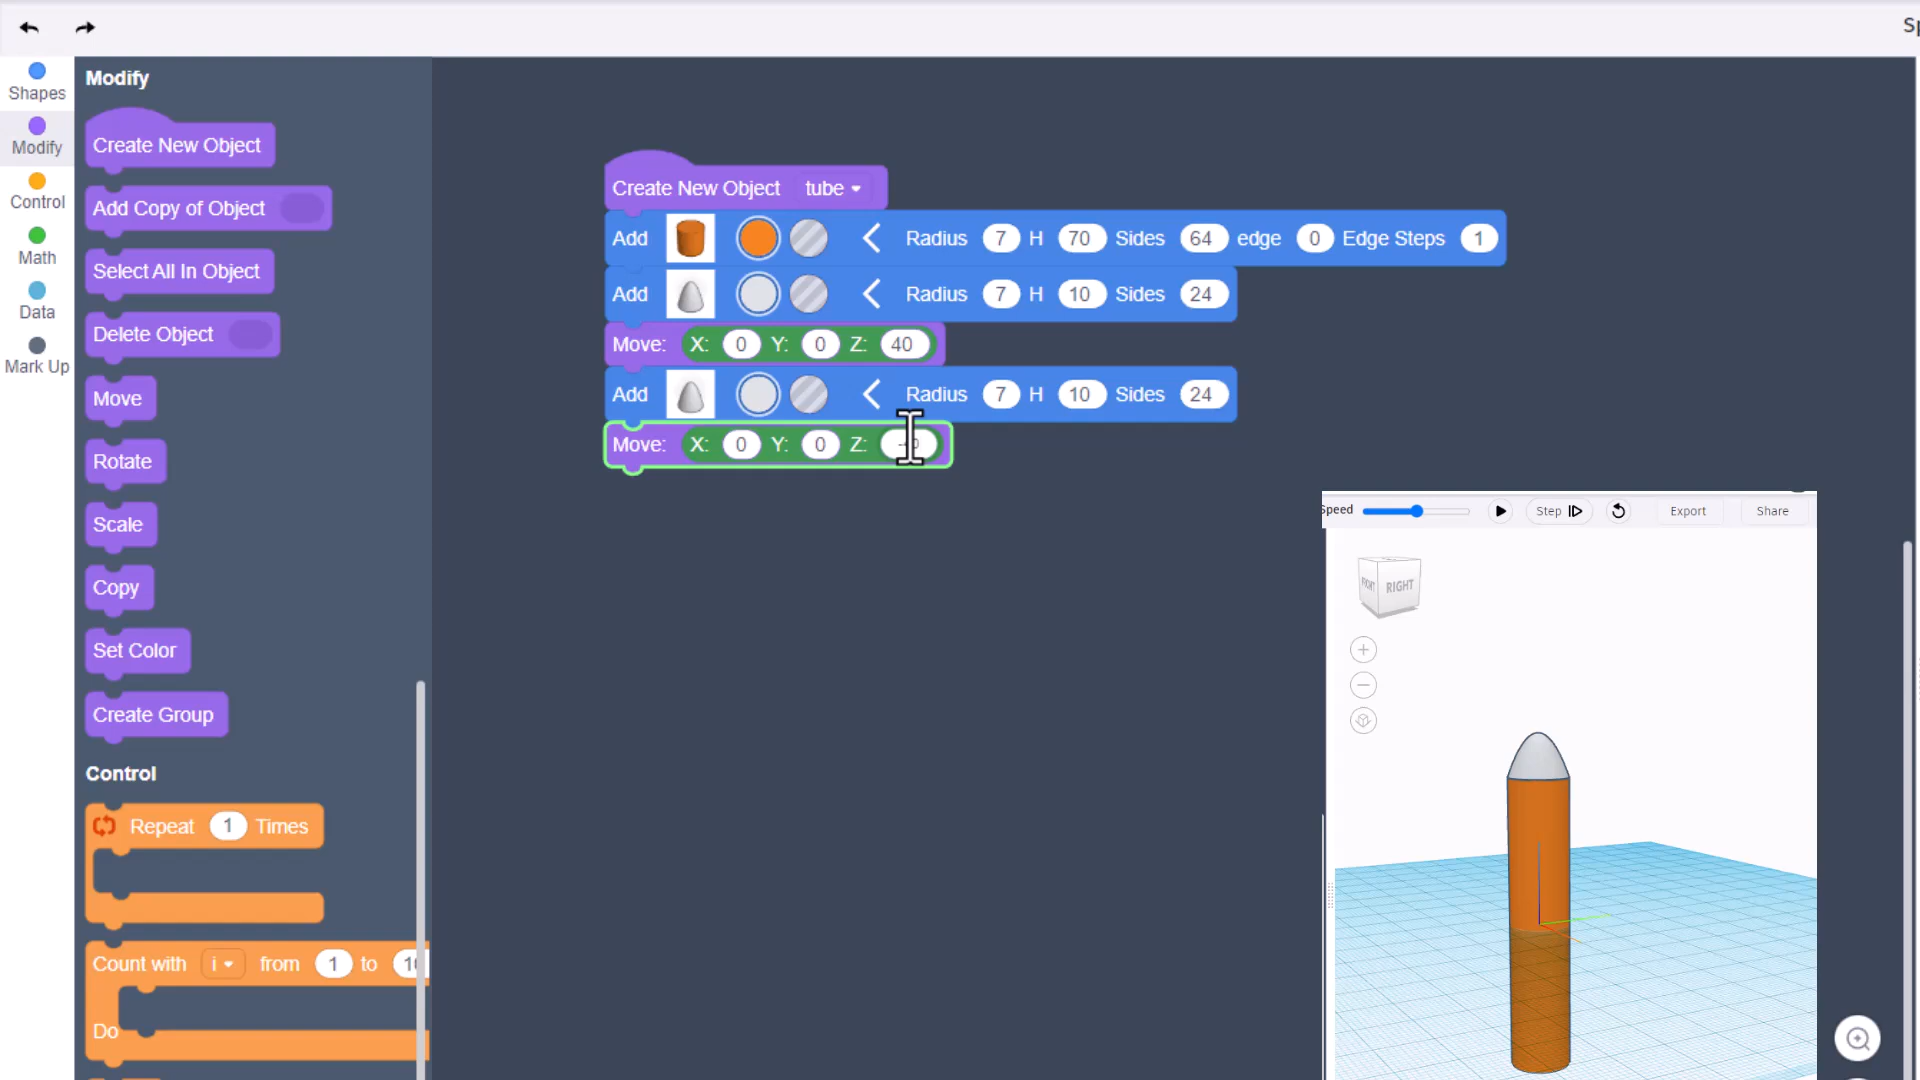 Sp
Shapes
Modify
Control
Math
Data
Mark Up
Modify
Create New Object
Add Copy of Object
Select All In Object
Delete Object
Move
Rotate
Scale
Copy
Set Color
Create Group
Control
Repeat 1 Times
Count with i from 1 to
Do
Create New Object tube
Add Radius 7 H 70 Sides 64 edge 0 Edge Steps 1
Add Radius 7 H 10 Sides 24
Move: X: 0 Y: 0 Z: 40
Add Radius 7 H 10 Sides 24
Move: X: 0 Y: 0 Z:
Speed Step Export Share
FRONT RIGHT